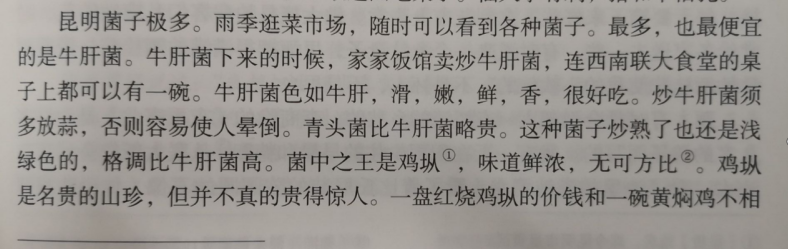 昆明菌子极多。雨季逛菜市场，随时可以看到各种菌子。最多，也最便宜
的是牛肝菌。牛肝菌下来的时候，家家饭馆卖炒牛肝菌，连西南联大食堂的桌
子上都可以有一碗。牛肝菌色如牛肝，滑，嫩，鲜，香，很好吃。炒牛肝菌须
多放蒜，否则容易使人晕倒。青头菌比牛肝菌略贵。这种菌子炒熟了也还是浅
绿色的，格调比牛肝菌高。菌中之王是鸡㙡①，味道鲜浓，无可方比②。鸡㙡
是名贵的山珍，但并不真的贵得惊人。一盘红烧鸡㙡的价钱和一碗黄焖鸡不相